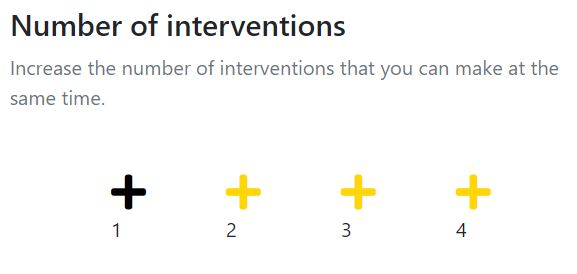 Number of interventions
Increase the number of interventions that you can make at the
same time.
1 2 3 4